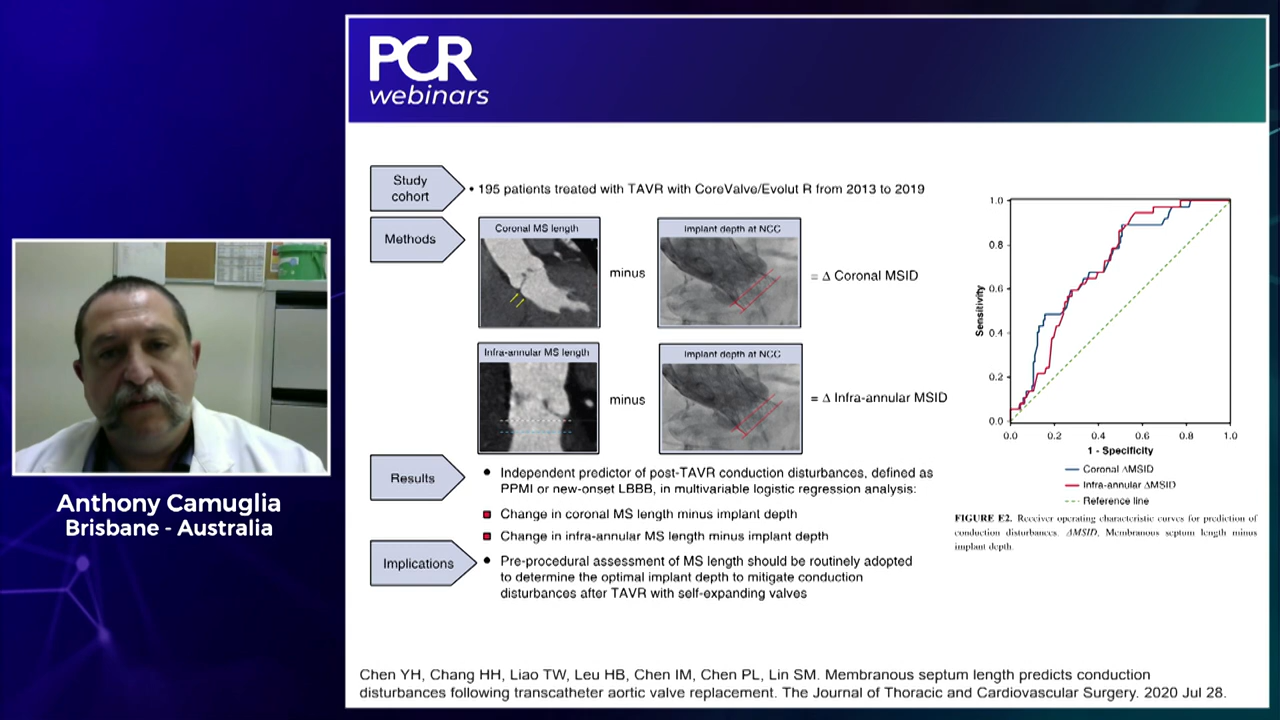 PCR
webinars
Study
cohort
• 195 patients treated with TAVR with CoreValve/Evolut R from 2013 to 2019
Methods
Coronal MS length
minus
Implant depth at NCC
= Δ Coronal MSID
Infra-annular MS length
minus
Implant depth at NCC
= Δ Infra-annular MSID
Results
• Independent predictor of post-TAVR conduction disturbances, defined as
PPMI or new-onset LBBB, in multivariable logistic regression analysis:
Change in coronal MS length minus implant depth
Change in infra-annular MS length minus implant depth
Implications
• Pre-procedural assessment of MS length should be routinely adopted
to determine the optimal implant depth to mitigate conduction
disturbances after TAVR with self-expanding valves
Sensitivity
1.0
0.8
0.6
0.4
0.2
0.0
0.0 0.2 0.4 0.6 0.8 1.0
1 - Specificity
Coronal ΔMSID
Infra-annular ΔMSID
Reference line
FIGURE E2. Receiver operating characteristic curves for prediction of
conduction disturbances. ΔMSID, Membranous septum length minus
implant depth.
Anthony Camuglia
Brisbane - Australia
Chen YH, Chang HH, Liao TW, Leu HB, Chen IM, Chen PL, Lin SM. Membranous septum length predicts conduction
disturbances following transcatheter aortic valve replacement. The Journal of Thoracic and Cardiovascular Surgery. 2020 Jul 28.